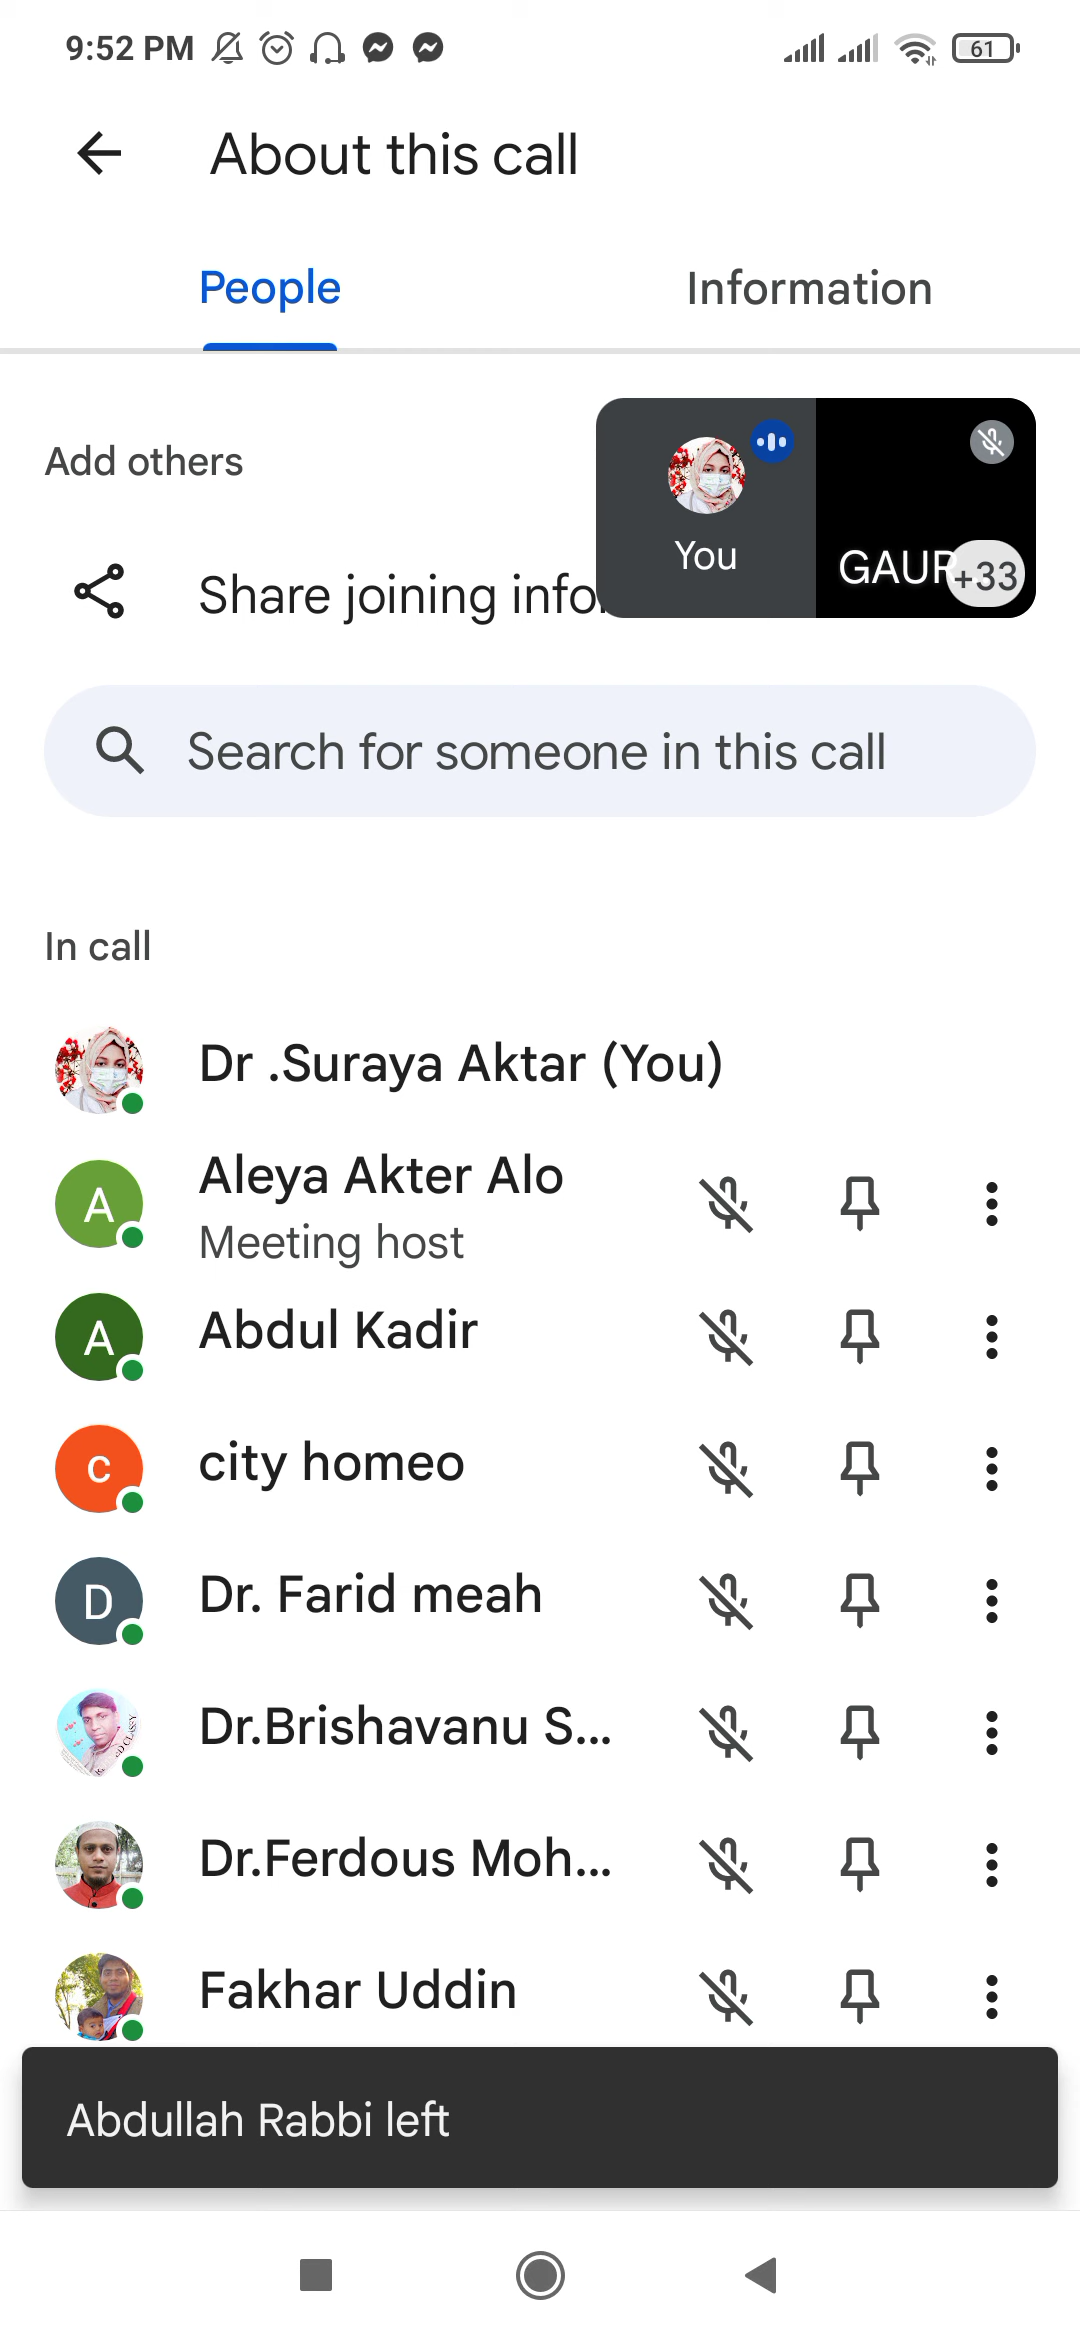 9:52 PM
61
About this call
People
Information
Add others
You
GAUR
+33
Share joining info
Search for someone in this call
In call
Dr .Suraya Aktar (You)
A
Aleya Akter Alo
Meeting host
A
Abdul Kadir
c
city homeo
D
Dr. Farid meah
Dr.Brishavanu S...
Dr.Ferdous Moh...
Fakhar Uddin
Abdullah Rabbi left